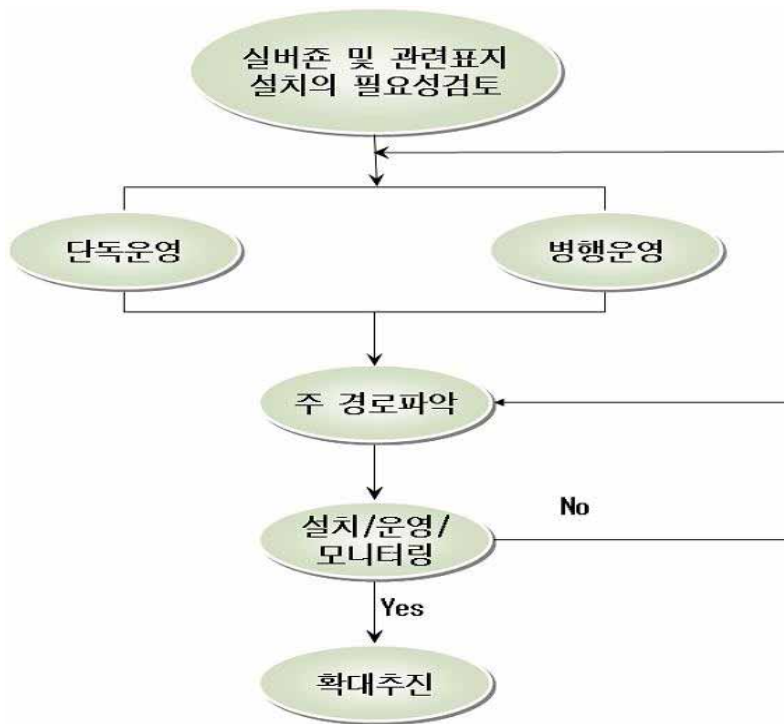 실버죤 및 관련표지
설치의 필요성검토
단독운영
병행운영
주 경로파악
설치/운영/
모니터링
No
Yes
확대추진